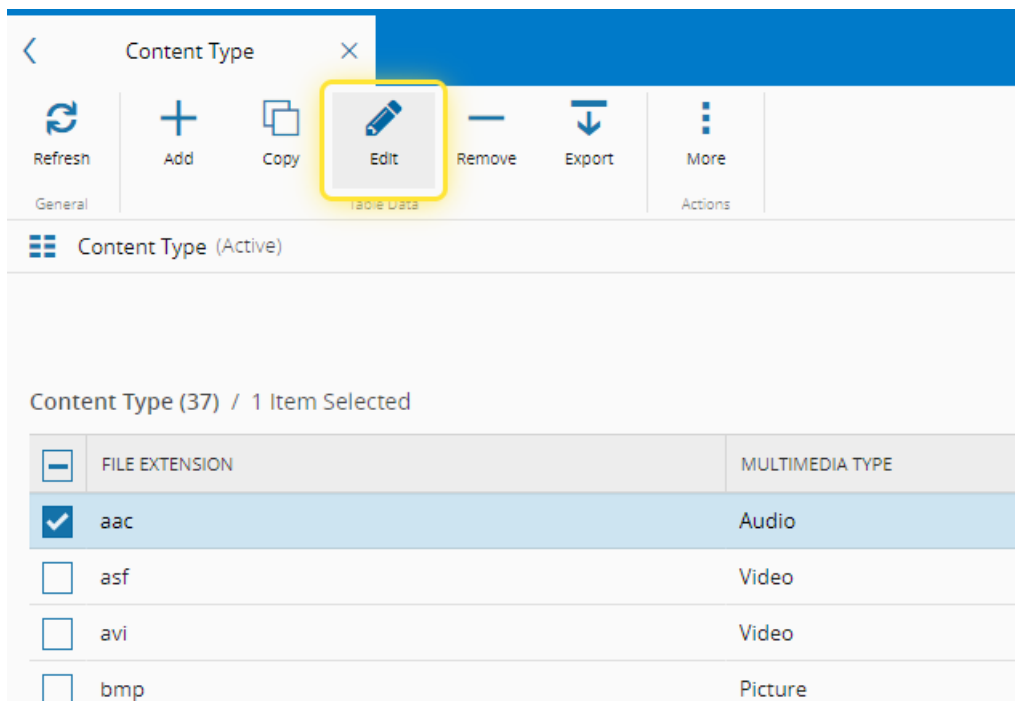 Content Type
Refresh Add Copy Edit Remove Export More
General Table Data Actions
Content Type (Active)
Content Type (37) / 1 Item Selected
FILE EXTENSION MULTIMEDIA TYPE
aac Audio
asf Video
avi Video
bmp Picture